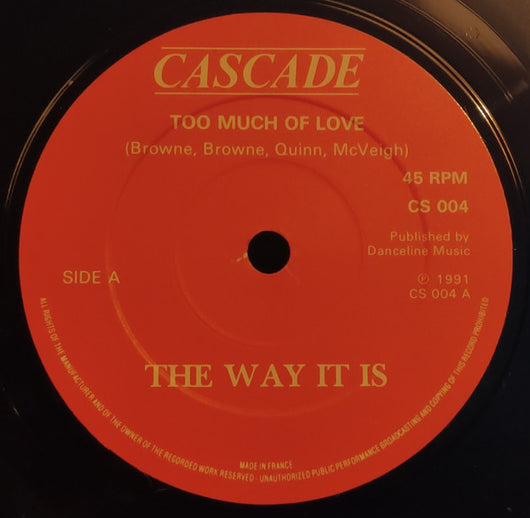 CASCADE
TOO MUCH OF LOVE
(Browne, Browne, Quinn, McVeigh)
45 RPM
CS 004
Published by
Danceline Music
SIDE A
℗ 1991
CS 004 A
THE WAY IT IS
ALL RIGHTS OF THE MANUFACTURER AND OF THE OWNER OF THE RECORDED WORK RESERVED · UNAUTHORIZED PUBLIC PERFORMANCE BROADCASTING AND COPYING OF THIS RECORD PROHIBITED
MADE IN FRANCE